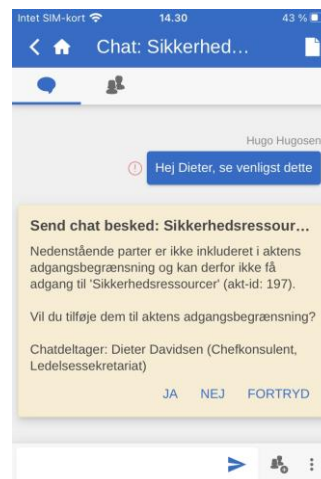 Intet SIM-kort 14.30 43 %
Chat: Sikkerhed...
Hugo Hugosen
Hej Dieter, se venligst dette
Send chat besked: Sikkerhedsressour...
Nedenstående parter er ikke inkluderet i aktens
adgangsbegrænsning og kan derfor ikke få
adgang til 'Sikkerhedsressourcer' (akt-id: 197).
Vil du tilføje dem til aktens adgangsbegrænsning?
Chatdeltager: Dieter Davidsen (Chefkonsulent,
Ledelsessekretariat)
JA NEJ FORTRYD